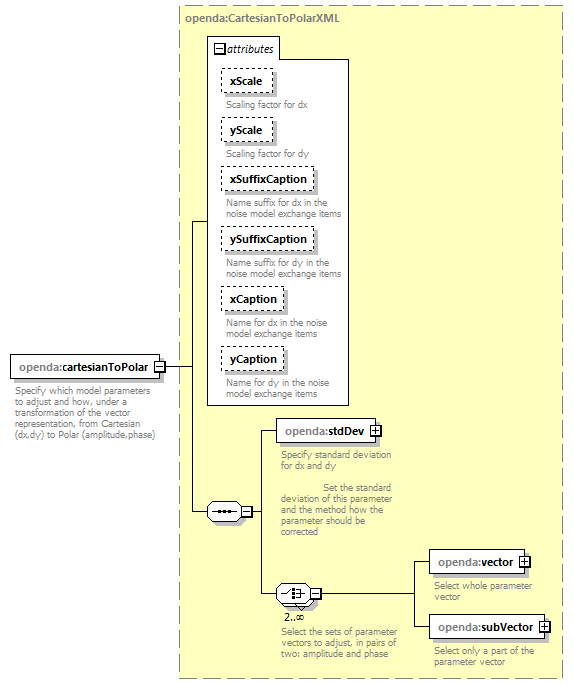 openda:CartesianToPolarXML
attributes
xScale
Scaling factor for dx
yScale
Scaling factor for dy
xSuffixCaption
Name suffix for dx in the
noise model exchange items
ySuffixCaption
Name suffix for dy in the
noise model exchange items
xCaption
Name for dx in the noise
model exchange items
yCaption
Name for dy in the noise
model exchange items
openda:cartesianToPolar
Specify which model parameters
to adjust and how, under a
transformation of the vector
representation, from Cartesian
(dx,dy) to Polar (amplitude,phase)
openda:stdDev
Specify standard deviation
for dx and dy
Set the standard
deviation of this parameter
and the method how the
parameter should be
corrected
2..∞
Select the sets of parameter
vectors to adjust, in pairs of
two: amplitude and phase
openda:vector
Select whole parameter
vector
openda:subVector
Select only a part of the
parameter vector